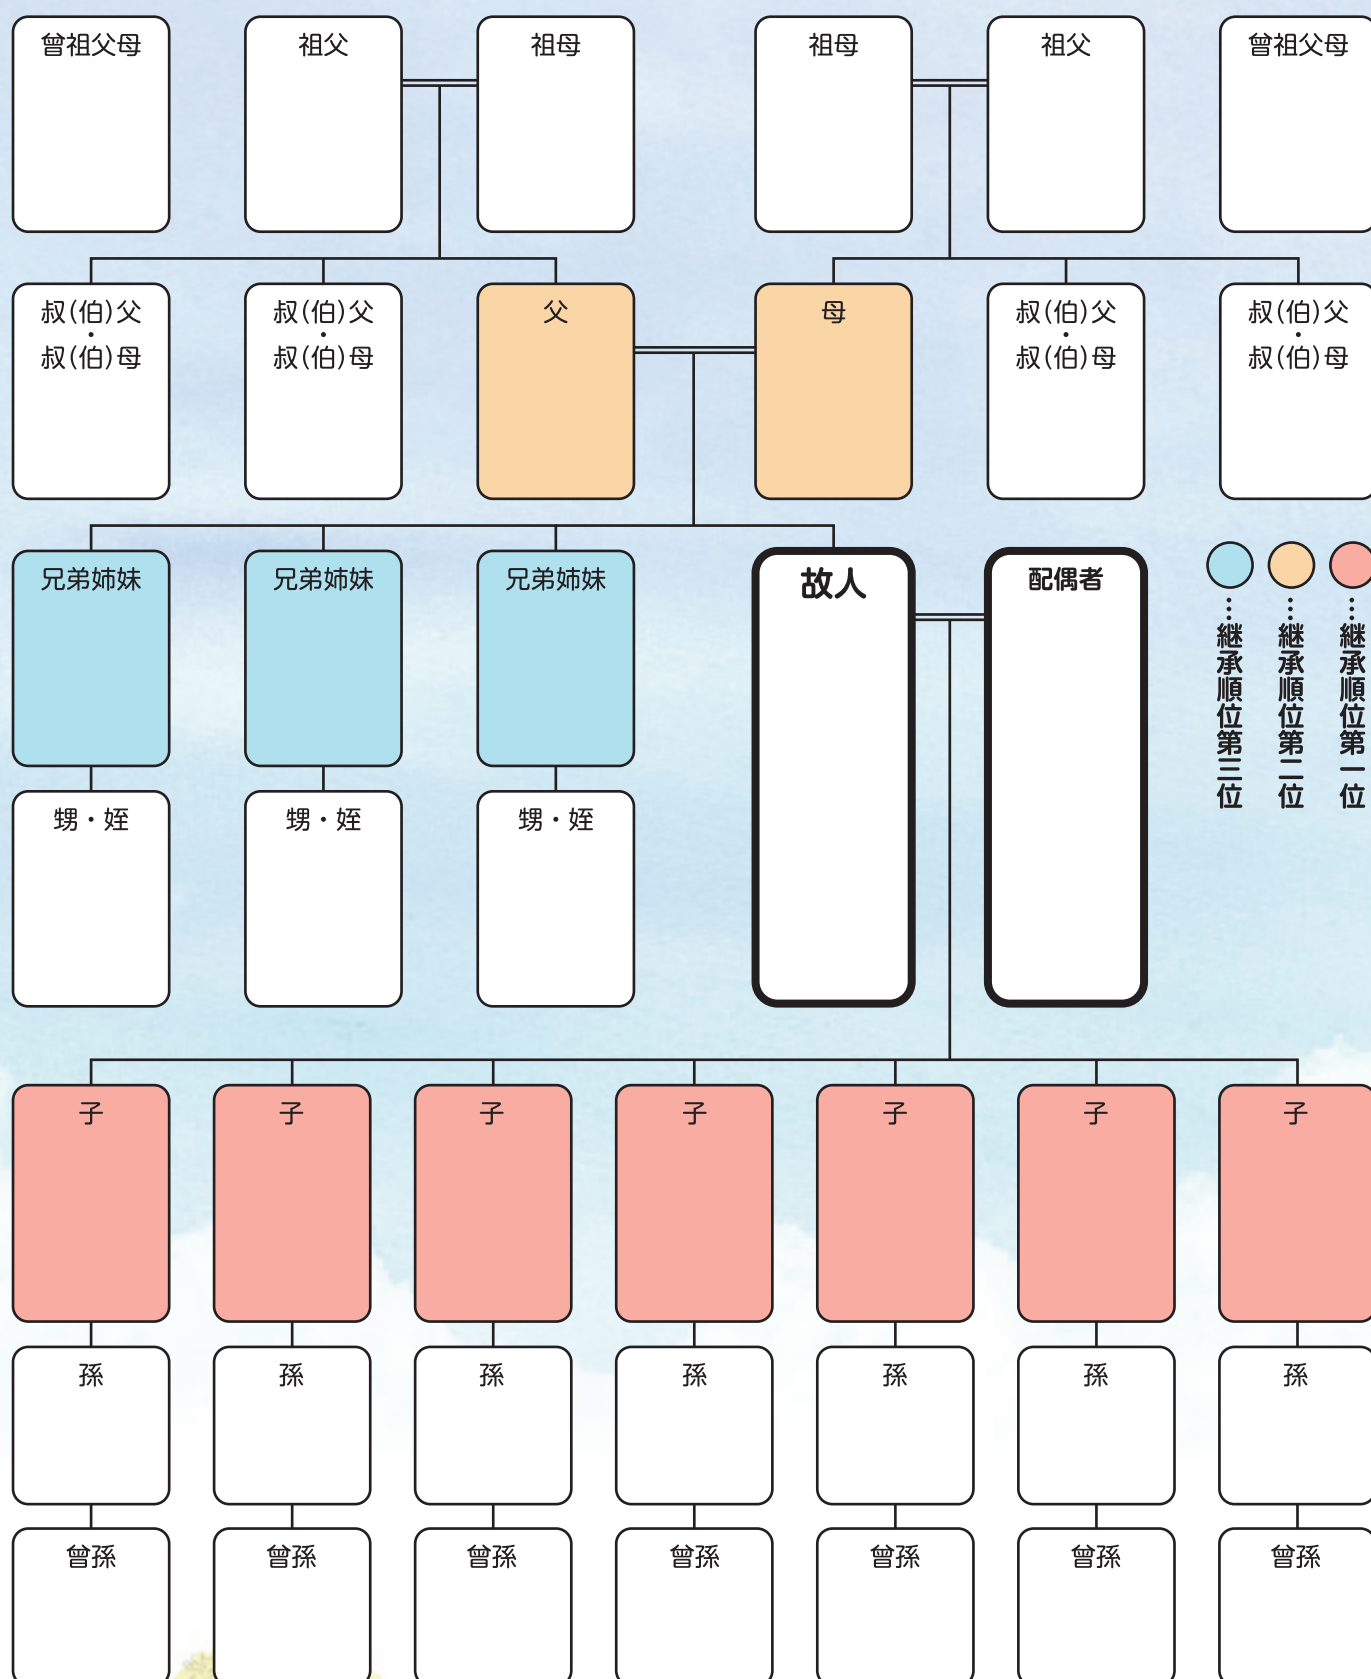 曾祖父母
祖父
祖母
祖母
祖父
曾祖父母
叔(伯)父
・
叔(伯)母
叔(伯)父
・
叔(伯)母
父
母
叔(伯)父
・
叔(伯)母
叔(伯)父
・
叔(伯)母
兄弟姉妹
兄弟姉妹
兄弟姉妹
故人
配偶者
…継承順位第一位
…継承順位第二位
…継承順位第三位
甥・姪
甥・姪
甥・姪
子
子
子
子
子
子
子
孫
孫
孫
孫
孫
孫
孫
曾孫
曾孫
曾孫
曾孫
曾孫
曾孫
曾孫